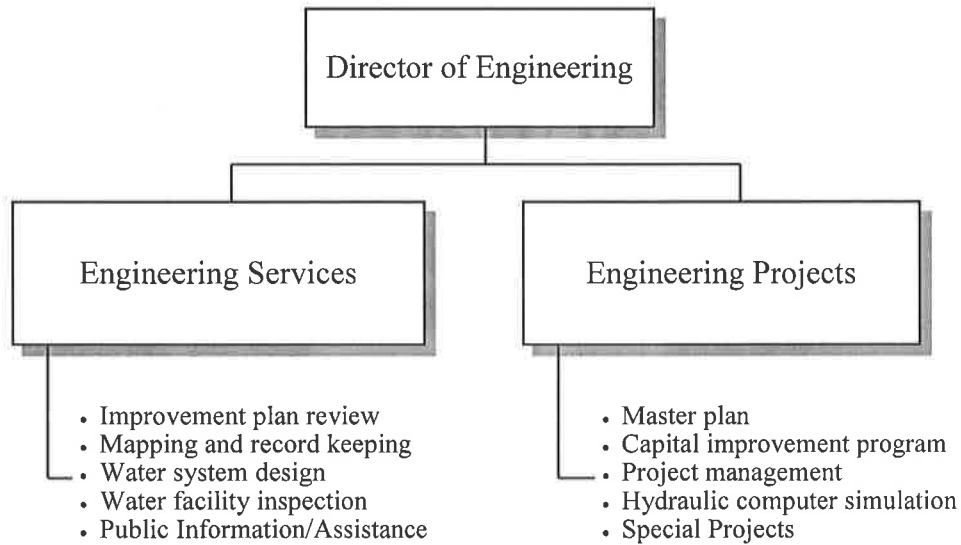 Director of Engineering
Engineering Services
Engineering Projects
• Improvement plan review
• Mapping and record keeping
• Water system design
• Water facility inspection
• Public Information/Assistance
• Master plan
• Capital improvement program
• Project management
• Hydraulic computer simulation
• Special Projects